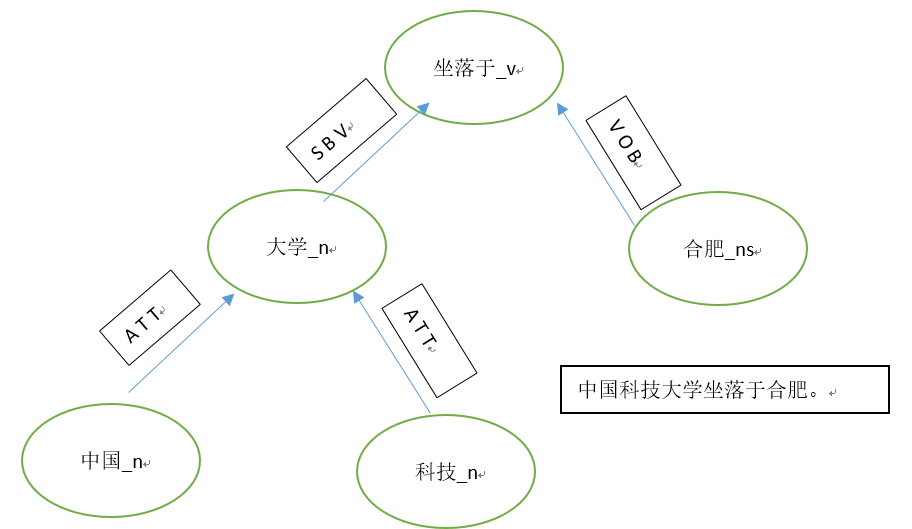 坐落于_v
SBV
VOB
大学_n
合肥_ns
ATT
ATT
中国科技大学坐落于合肥。
中国_n
科技_n